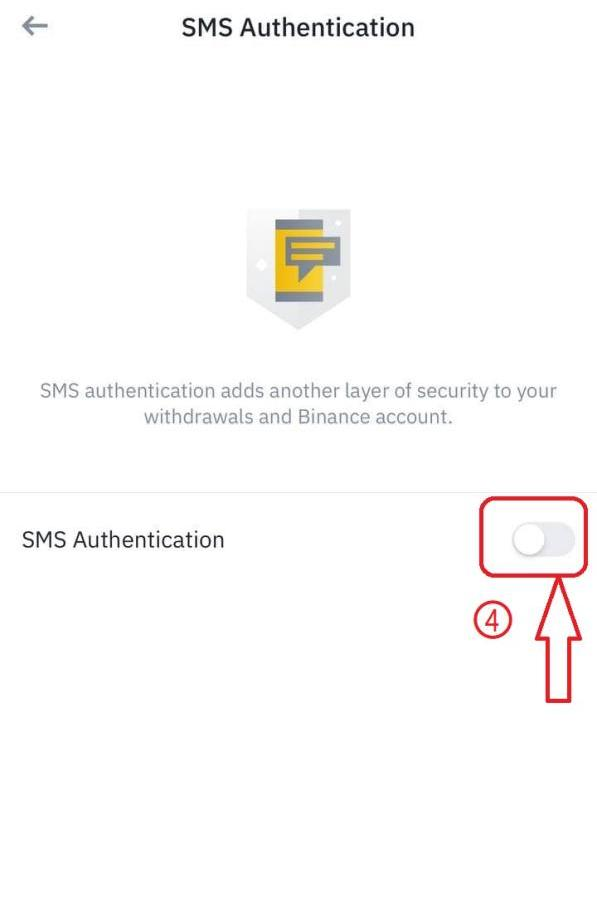 SMS Authentication
SMS authentication adds another layer of security to your
withdrawals and Binance account.
SMS Authentication
④